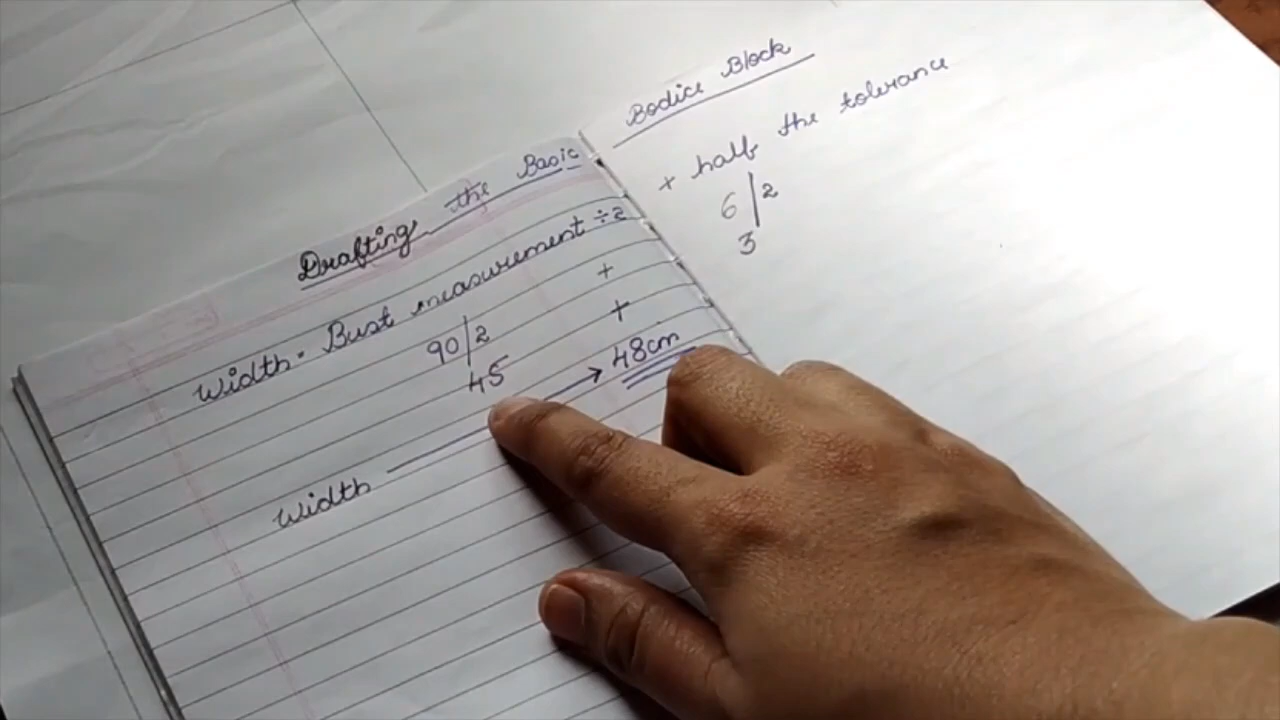 Drafting the Basic Bodice Block
Width = Bust measurement ÷2 + half the tolerance
90/2 + 6/2
45 + 3
Width → 48cm